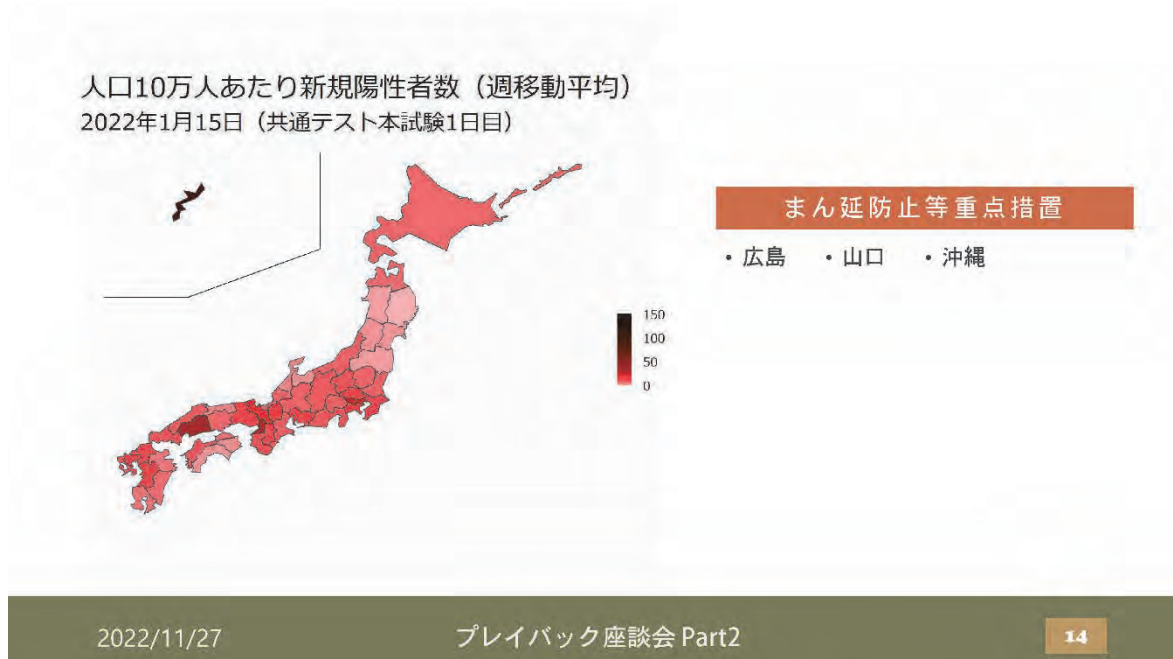 人口10万人あたり新規陽性者数（週移動平均）
2022年1月15日（共通テスト本試験1日目）
まん延防止等重点措置
・広島 ・山口 ・沖縄
150
100
50
0
2022/11/27 プレイバック座談会 Part2 14